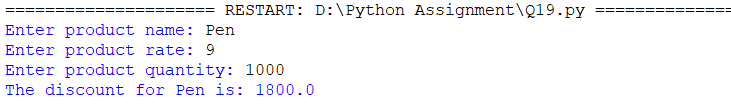 ===================== RESTART: D:\Python Assignment\Q19.py ==============
Enter product name: Pen
Enter product rate: 9
Enter product quantity: 1000
The discount for Pen is: 1800.0